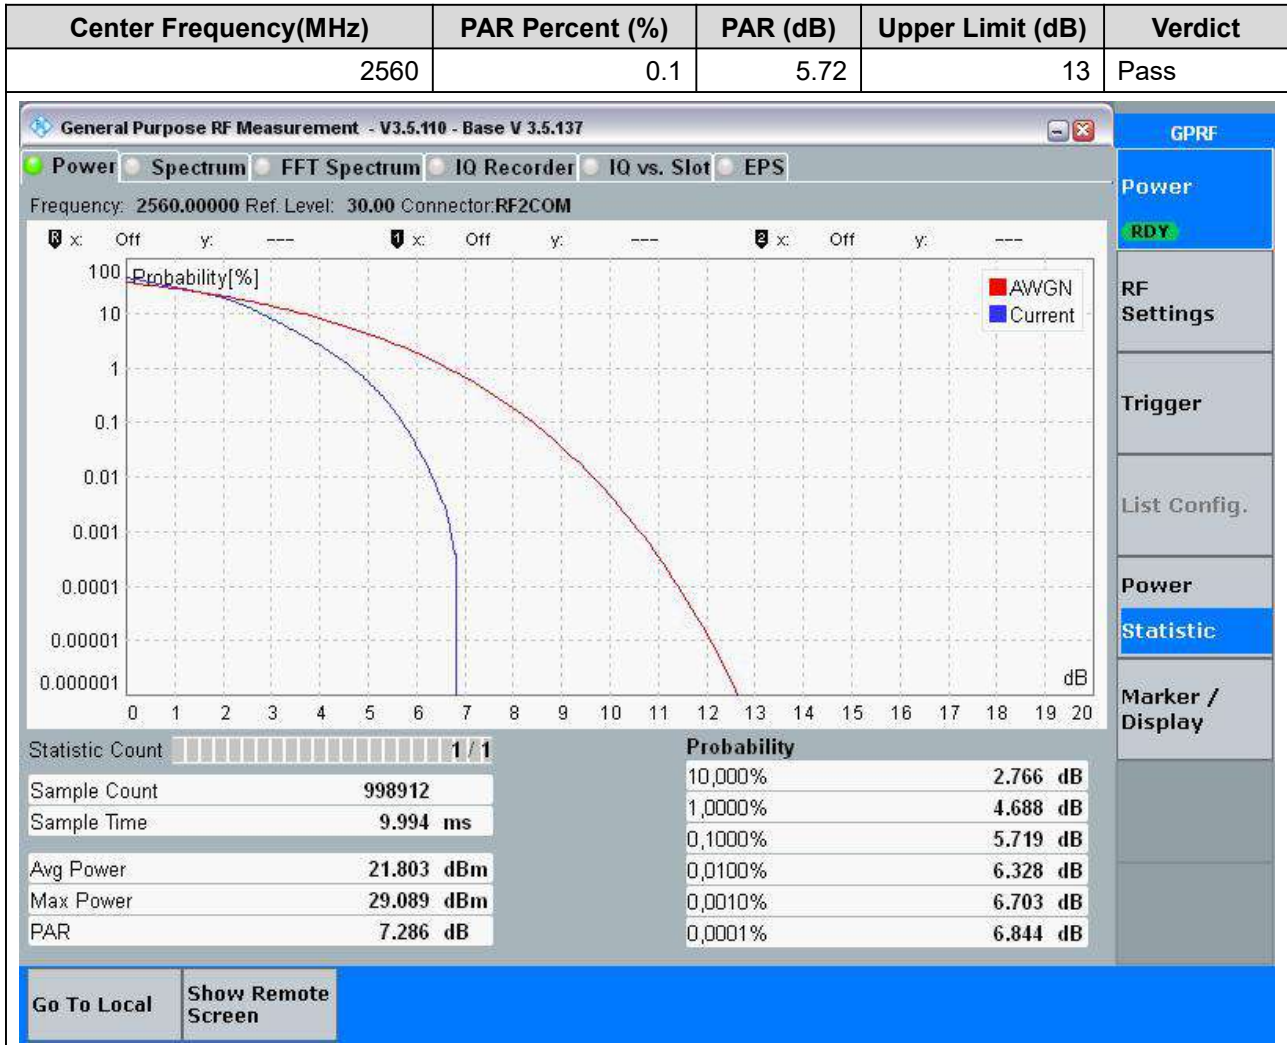 Center Frequency(MHz) PAR Percent (%) PAR (dB) Upper Limit (dB) Verdict
2560 0.1 5.72 13 Pass
General Purpose RF Measurement - V3.5.110 - Base V 3.5.137
GPRF
Power Spectrum FFT Spectrum IQ Recorder IQ vs. Slot EPS
Frequency: 2560.00000 Ref. Level: 30.00 Connector:RF2COM
R x: Off y: --- 1 x: Off y: --- 2 x: Off y: ---
Probability[%]
AWGN
Current
100
10
1
0.1
0.01
0.001
0.0001
0.00001
0.000001
dB
0 1 2 3 4 5 6 7 8 9 10 11 12 13 14 15 16 17 18 19 20
Statistic Count 1 / 1
Sample Count 998912
Sample Time 9.994 ms
Avg Power 21.803 dBm
Max Power 29.089 dBm
PAR 7.286 dB
Probability
10,000% 2.766 dB
1,0000% 4.688 dB
0,1000% 5.719 dB
0,0100% 6.328 dB
0,0010% 6.703 dB
0,0001% 6.844 dB
Power
RDY
RF
Settings
Trigger
List Config.
Power
Statistic
Marker /
Display
Go To Local
Show Remote
Screen